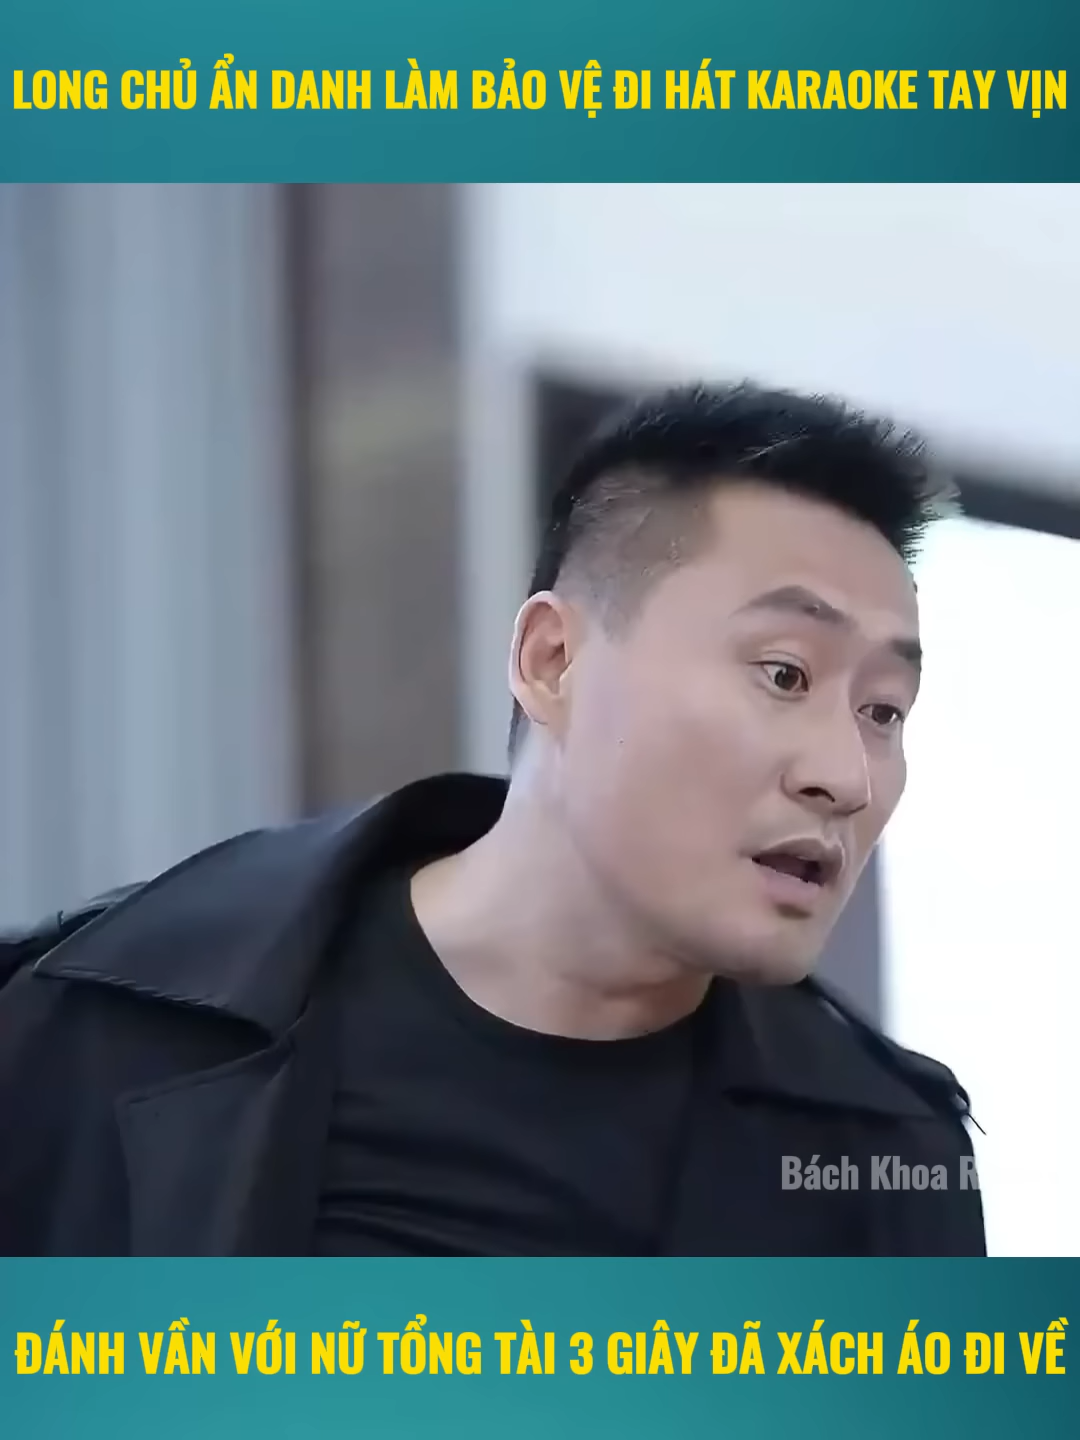 LONG CHỦ ẨN DANH LÀM BẢO VỆ ĐI HÁT KARAOKE TAY VỊN
Bách Khoa R
ĐÁNH VẦN VỚI NỮ TỔNG TÀI 3 GIÂY ĐÃ XÁCH ÁO ĐI VỀ